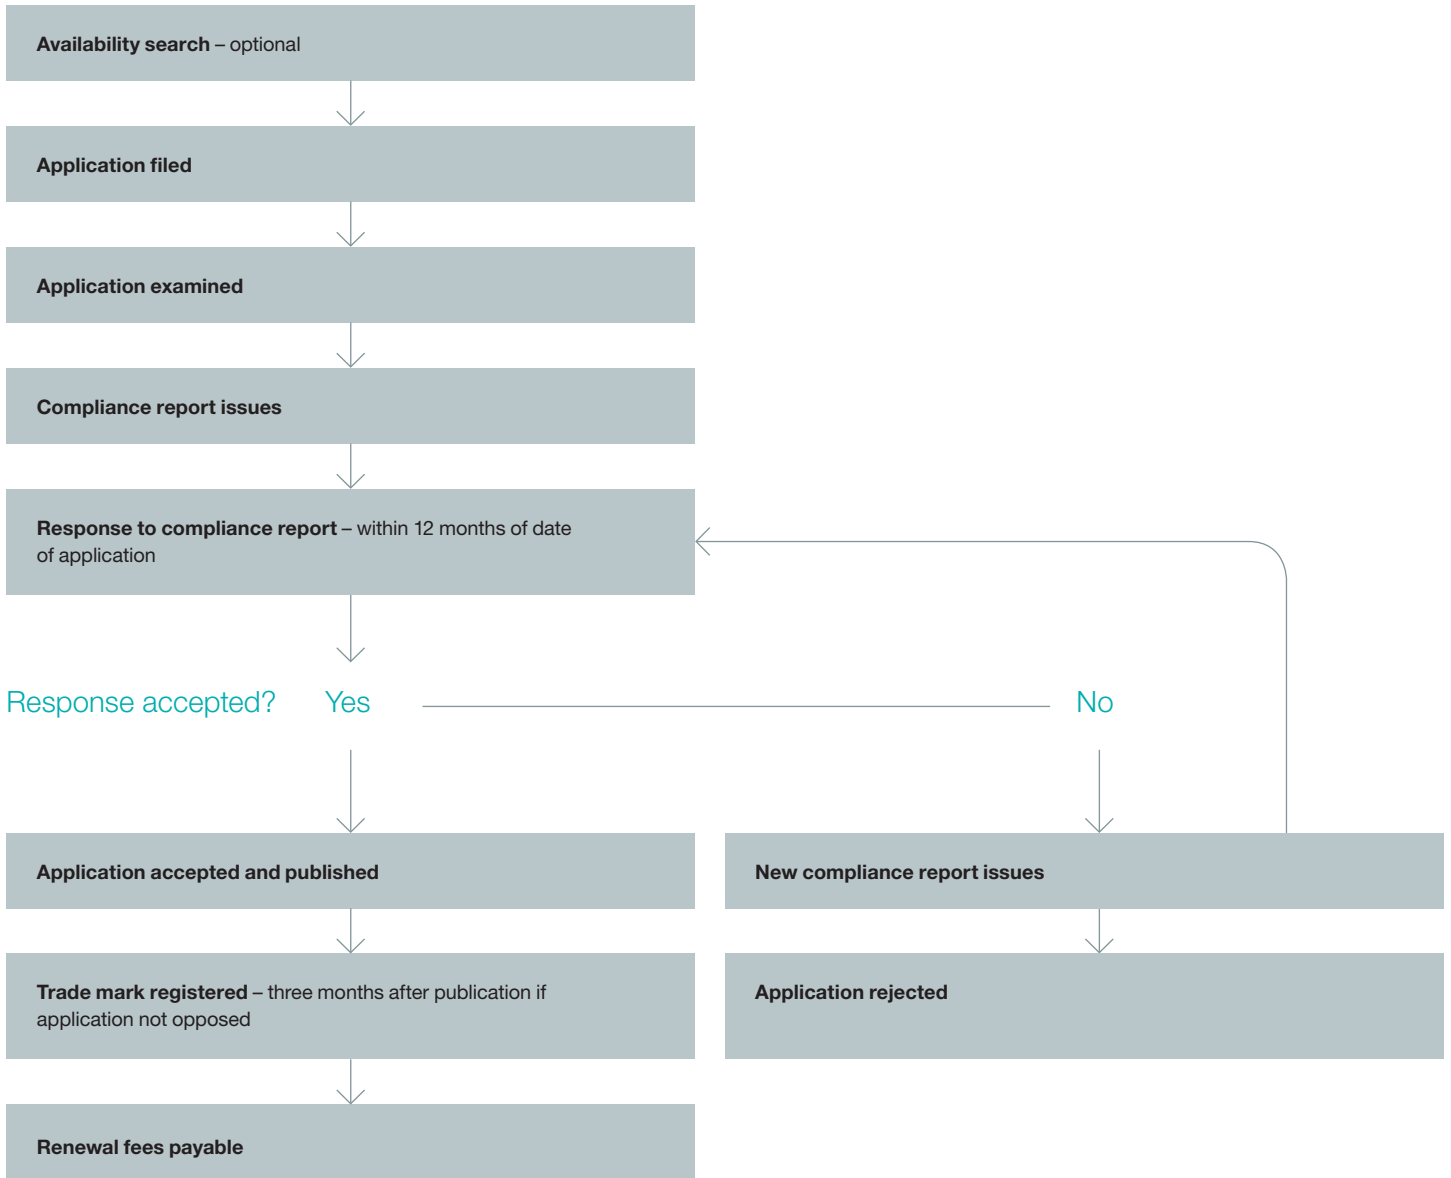 Availability search – optional
Application filed
Application examined
Compliance report issues
Response to compliance report – within 12 months of date
of application
Response accepted? Yes No
Application accepted and published
New compliance report issues
Trade mark registered – three months after publication if
application not opposed
Application rejected
Renewal fees payable